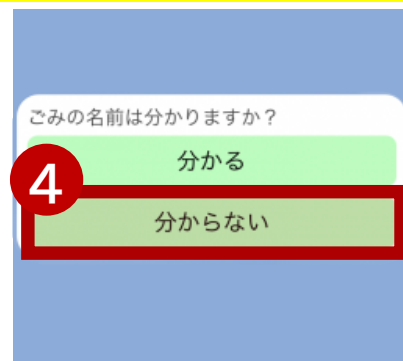 ごみの名前は分かりますか？
分かる
4
分からない